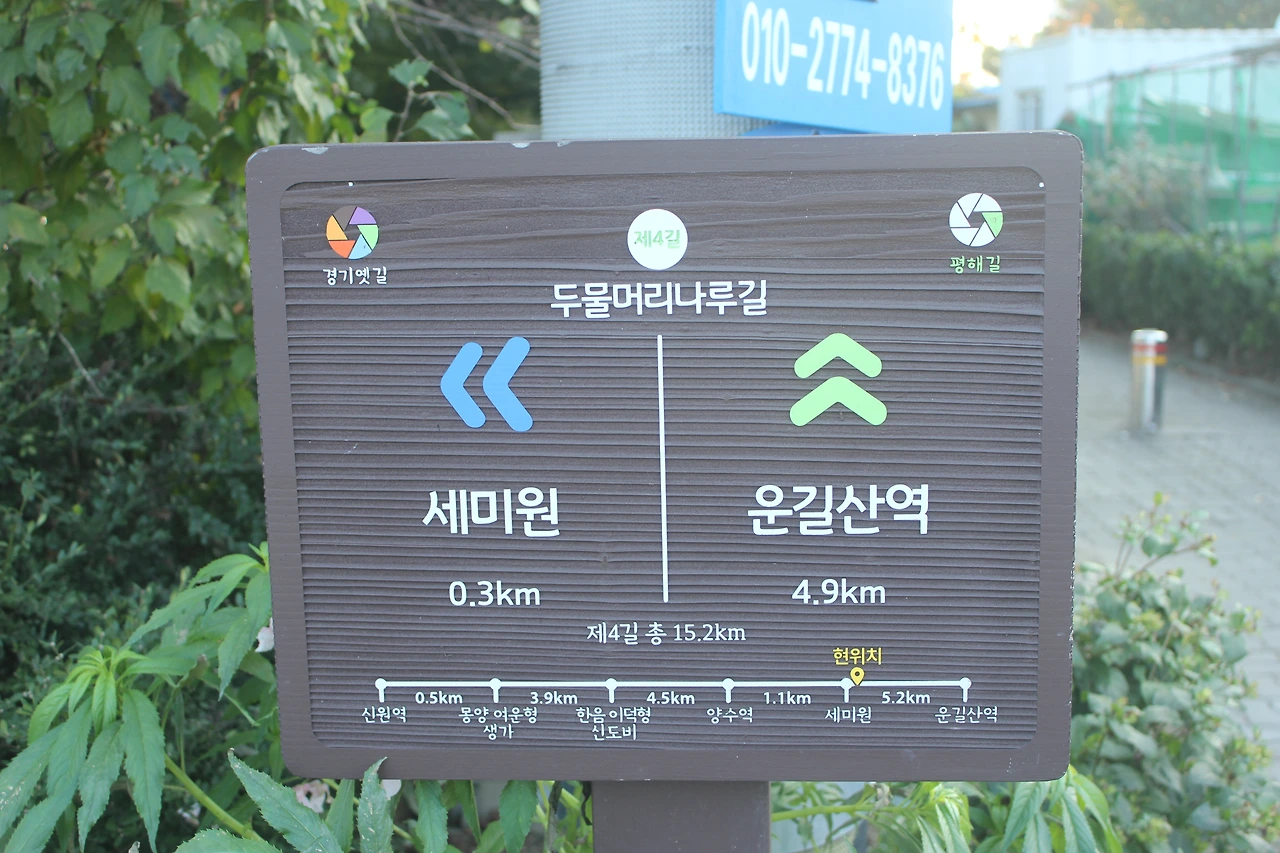 010-2774-8376
경기옛길
제4길
평해길
두물머리나루길
세미원
운길산역
0.3km
4.9km
제4길 총 15.2km
현위치
0.5km 3.9km 4.5km 1.1km 5.2km
신원역 몽양 여운형 한음 이덕형 양수역 세미원 운길산역
생가 신도비